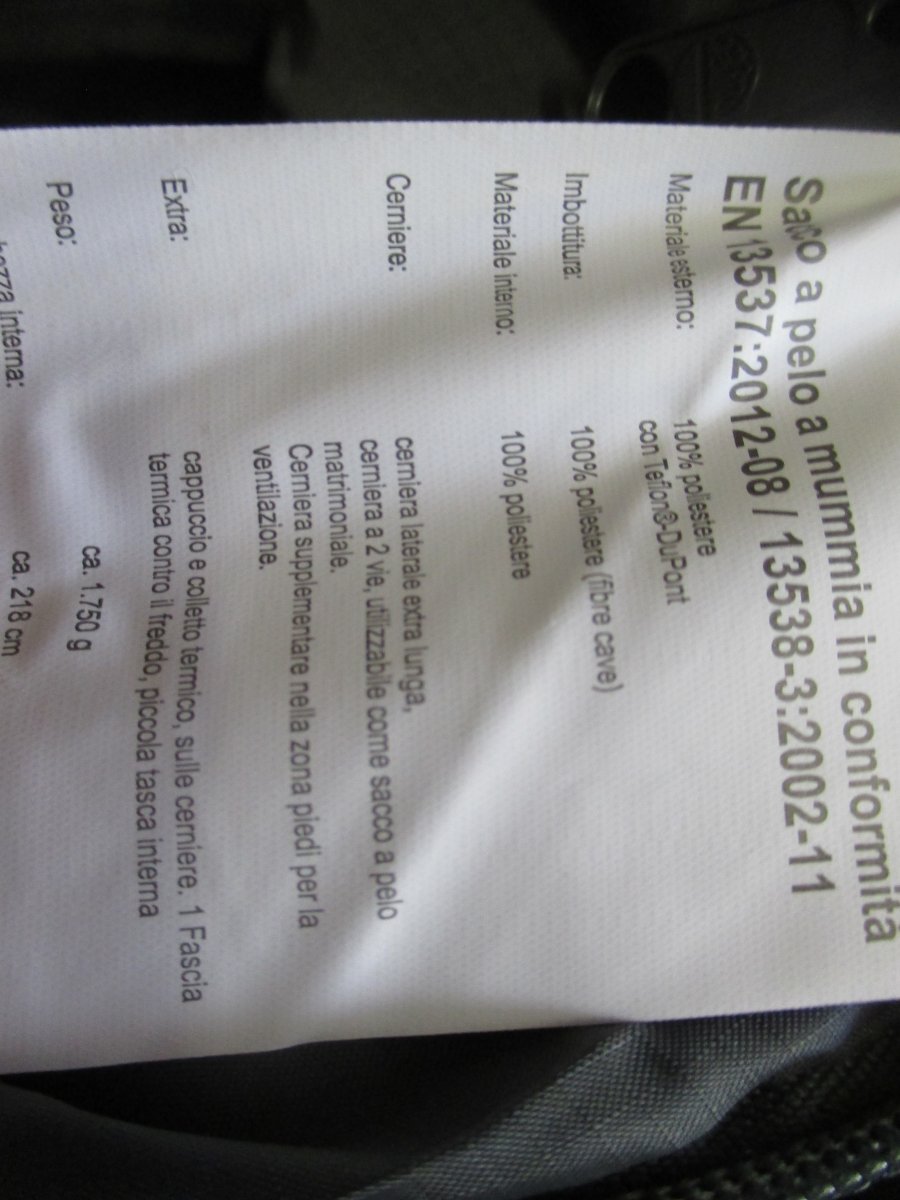 Sacco a pelo a mummia in conformità
EN 13537:2012-08 / 13538-3:2002-11
Materiale esterno: 100% poliestere
con Teflon®-DuPont
Imbottitura: 100% poliestere (fibre cave)
Materiale interno: 100% poliestere
Cerniere: cerniera laterale extra lunga,
cerniera a 2 vie, utilizzabile come sacco a pelo
matrimoniale.
Cerniera supplementare nella zona piedi per la
ventilazione.
Extra: cappuccio e colletto termico, sulle cerniere. 1 Fascia
termica contro il freddo, piccola tasca interna
Peso: ca. 1.750 g
interna: ca. 218 cm